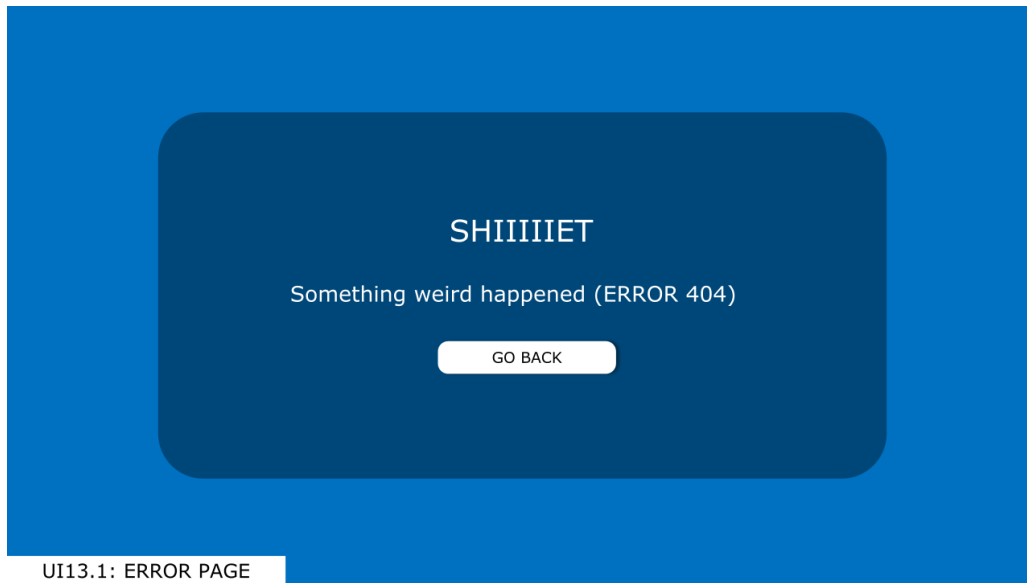 SHIIIIIET
Something weird happened (ERROR 404)
GO BACK
UI13.1: ERROR PAGE